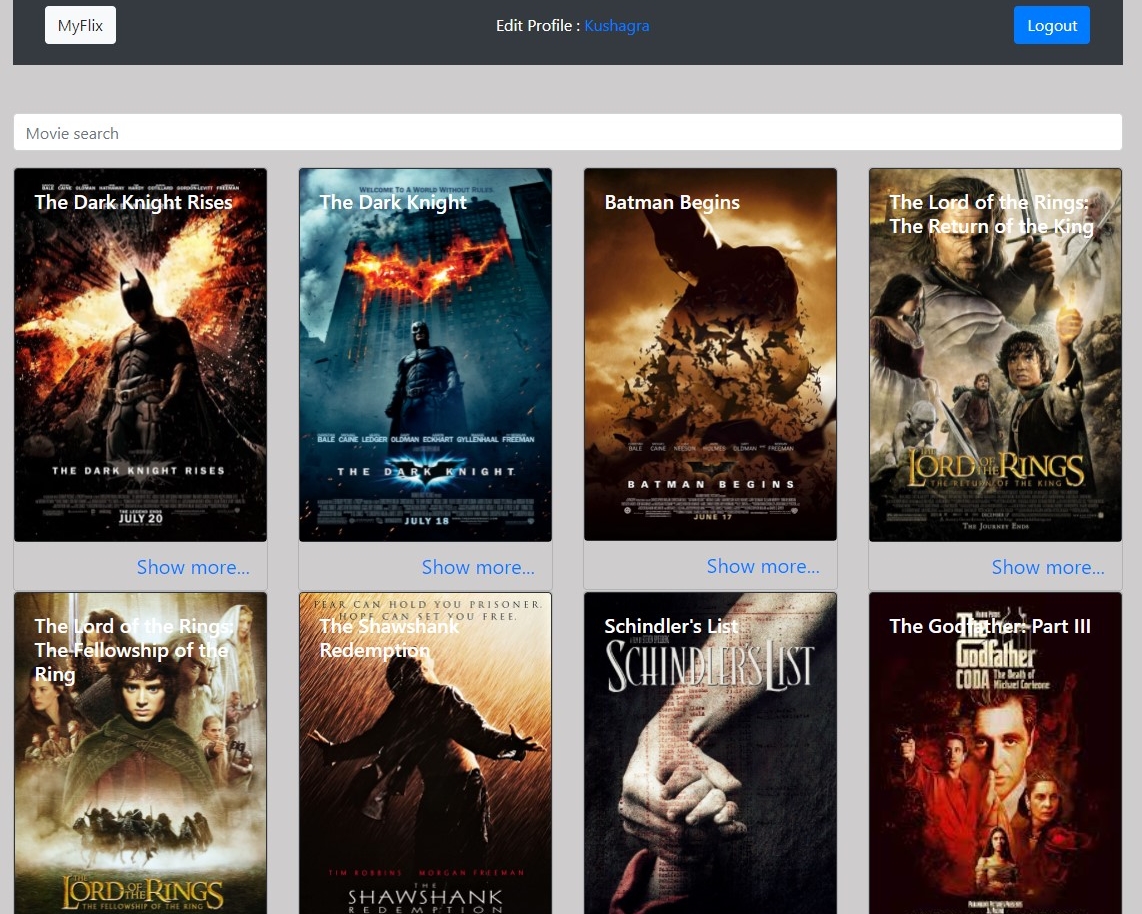 MyFlix
Edit Profile : Kushagra
Logout
Movie search
BALE CAINE OLDMAN HATHAWAY HARDY COTILLARD GORDON-LEVITT FREEMAN
The Dark Knight Rises
THE DARK KNIGHT RISES
THE LEGEND ENDS
JULY 20
Show more...
WELCOME TO A WORLD WITHOUT RULES.
The Dark Knight
BALE CAINE LEDGER OLDMAN ECKHART GYLLENHAAL FREEMAN
THE DARK KNIGHT
JULY 18
Show more...
Batman Begins
BALE CAINE NEESON HOLMES OLDMAN AND FREEMAN
BATMAN BEGINS
JUNE 17
Show more...
The Lord of the Rings:
The Return of the King
THE
LORD OF THE RINGS
THE RETURN OF THE KING
DECEMBER 17
THE JOURNEY ENDS
Show more...
The Lord of the Rings:
The Fellowship of the
Ring
THE
LORD OF THE RINGS
THE FELLOWSHIP OF THE RING
FEAR CAN HOLD YOU PRISONER.
HOPE CAN SET YOU FREE.
The Shawshank
Redemption
TIM ROBBINS MORGAN FREEMAN
THE
SHAWSHANK
REDEMPTION
Schindler's List
SCHINDLER'S LIST
The Godfather: Part III
The
Godfather
CODA The Death of
Michael Corleone